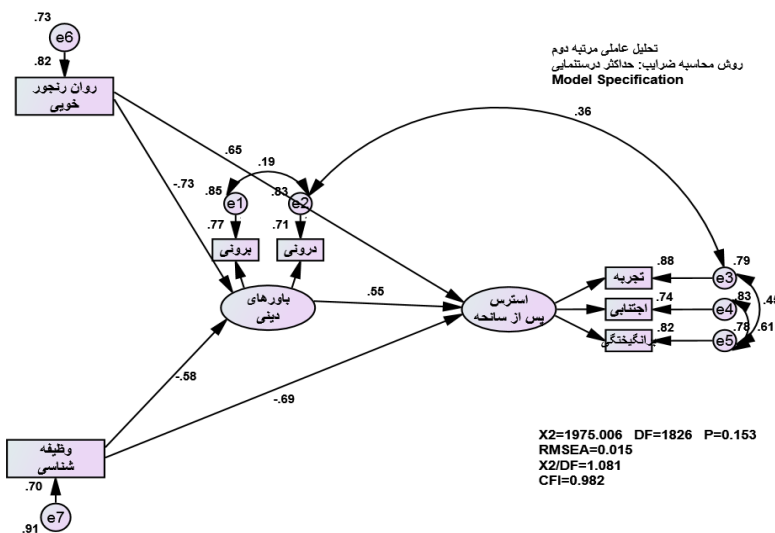 .73
e6
.82
روان رنجور
خویی
تحلیل عاملی مرتبه دوم
روش محاسبه ضرایب: حداکثر درستنمایی
Model Specification
.36
.65
.19
-.73
.85
.83
e1
e2
.77
.71
برونی
درونی
باورهای
دینی
.55
استرس
پس از سانحه
.88
.79
تجربه
e3
.74
.83
.45
اجتنابی
e4
.82
.78
.61
برانگیختگی
e5
-.58
-.69
وظیفه
شناسی
.70
e7
.91
X2=1975.006 DF=1826 P=0.153
RMSEA=0.015
X2/DF=1.081
CFI=0.982